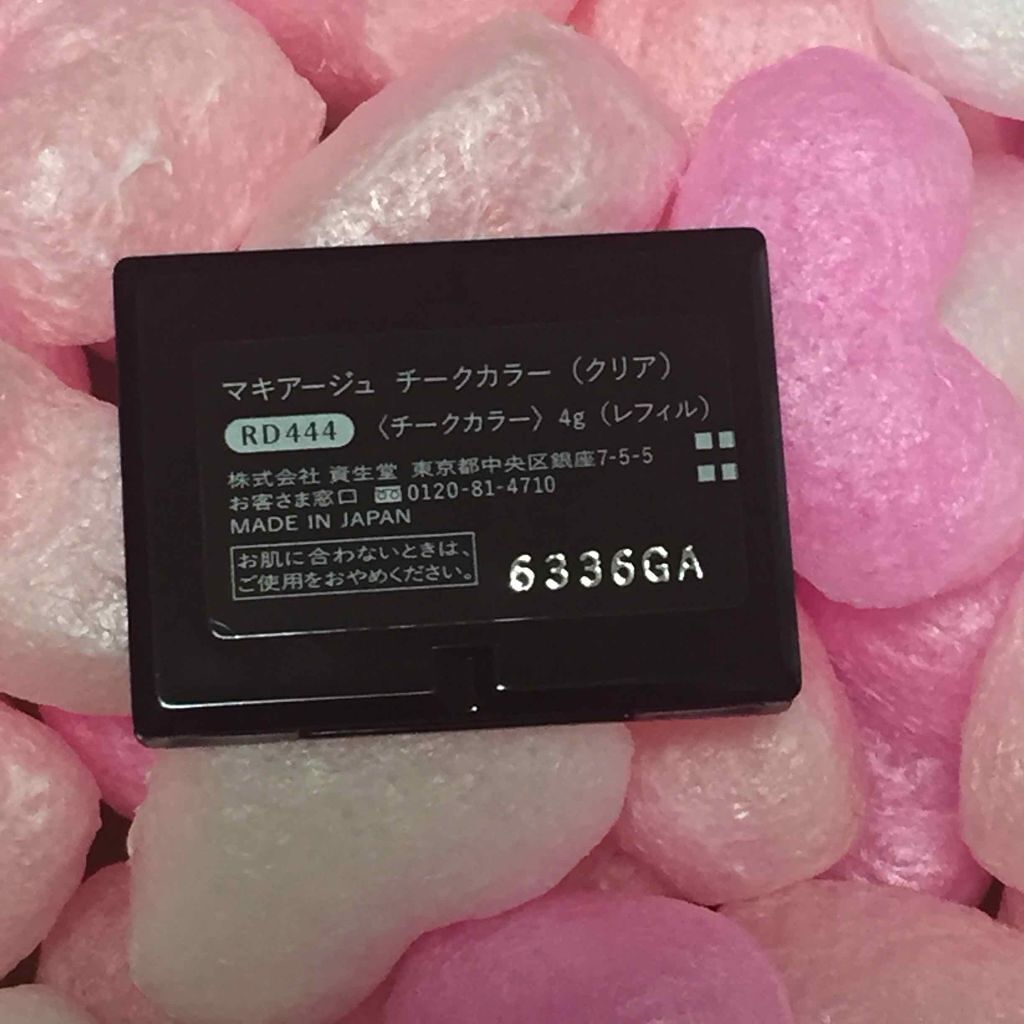 マキアージュ チークカラー（クリア）
RD444 〈チークカラー〉4g（レフィル）
株式会社 資生堂 東京都中央区銀座7-5-5
お客さま窓口 0120-81-4710
MADE IN JAPAN
お肌に合わないときは、
ご使用をおやめください。
6336GA